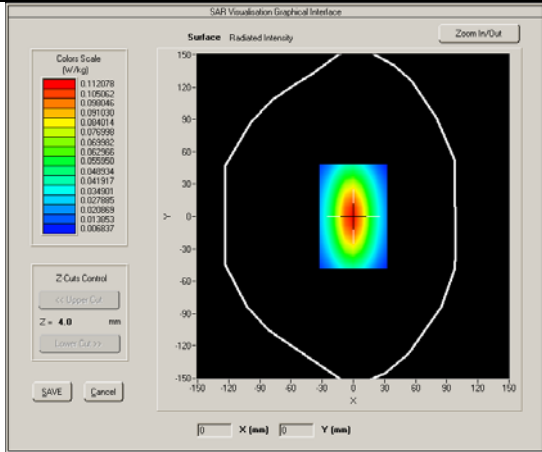 SAR Visualisation Graphical Interface
Surface Radiated Intensity
Zoom In/Out
Colors Scale
(W/kg)
0.112078
0.105062
0.098046
0.091030
0.084014
0.076998
0.069982
0.062966
0.055950
0.048934
0.041917
0.034901
0.027885
0.020869
0.013853
0.006837
Z-Cuts Control
<< Upper Cut
Z = 4.0 mm
Lower Cut >>
SAVE Cancel
150
120
90
60
30
0
-30
-60
-90
-120
-150
Y
-150 -120 -90 -60 -30 0 30 60 90 120 150
X
0 X (mm) 0 Y (mm)